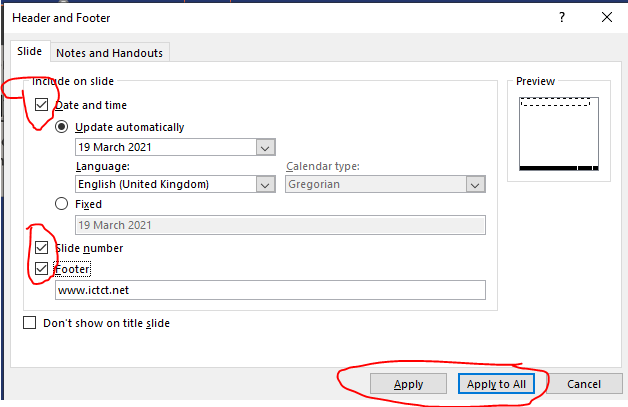 Header and Footer
Slide
Notes and Handouts
Include on slide
Preview
Date and time
Update automatically
19 March 2021
Language:
Calendar type:
English (United Kingdom)
Gregorian
Fixed
19 March 2021
Slide number
Footer
www.ictct.net
Don't show on title slide
Apply
Apply to All
Cancel